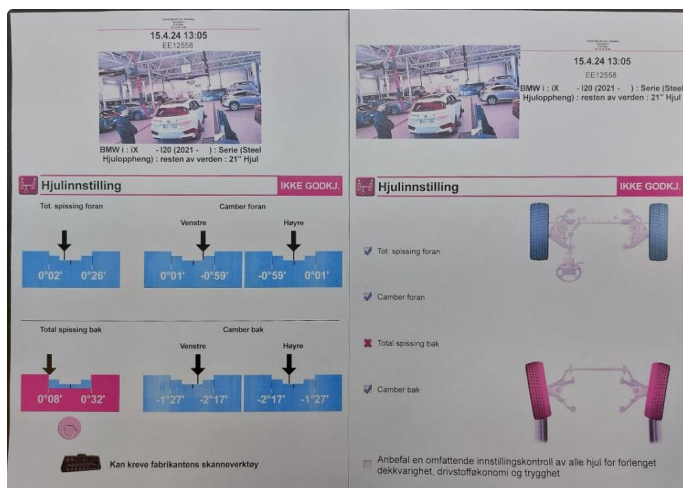 15.4.24 13:05
EE12558
BMW i : iX - I20 (2021 - ) : Serie (Steel
Hjuloppheng) : resten av verden : 21" Hjul
Hjulinnstilling IKKE GODKJ.
Tot. spissing foran Camber foran
Venstre Høyre
0°02' 0°26' 0°01' -0°59' -0°59' 0°01'
Total spissing bak Camber bak
Venstre Høyre
0°08' 0°32' -1°27' -2°17' -2°17' -1°27'
Kan kreve fabrikantens skanneverktøy
15.4.24 13:05
EE12558
BMW i : iX - I20 (2021 - ) : Serie (Steel
Hjuloppheng) : resten av verden : 21" Hjul
Hjulinnstilling IKKE GODKJ.
Tot. spissing foran
Camber foran
Total spissing bak
Camber bak
Anbefal en omfattende innstillingskontroll av alle hjul for forlenget
dekkvarighet, drivstofføkonomi og trygghet